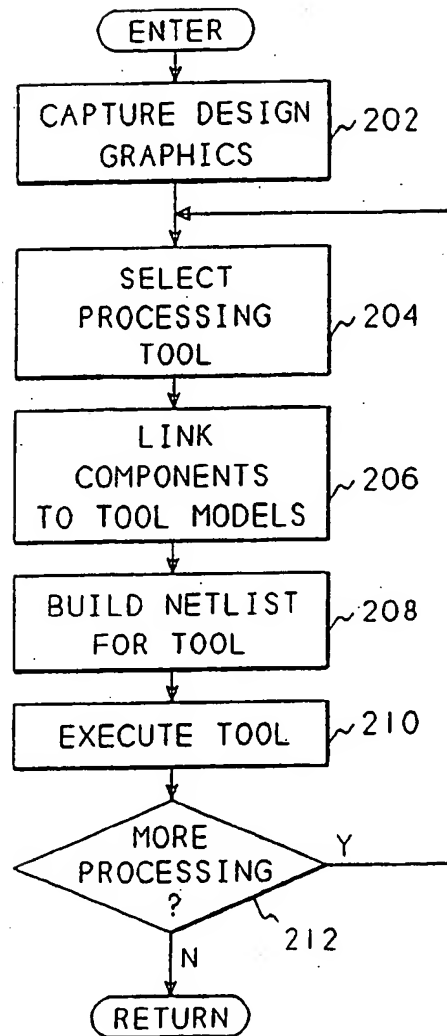 ENTER
CAPTURE DESIGN
GRAPHICS
202
SELECT
PROCESSING
TOOL
204
LINK
COMPONENTS
TO TOOL MODELS
206
BUILD NETLIST
FOR TOOL
208
EXECUTE TOOL
210
MORE
PROCESSING
?
Y
212
N
RETURN